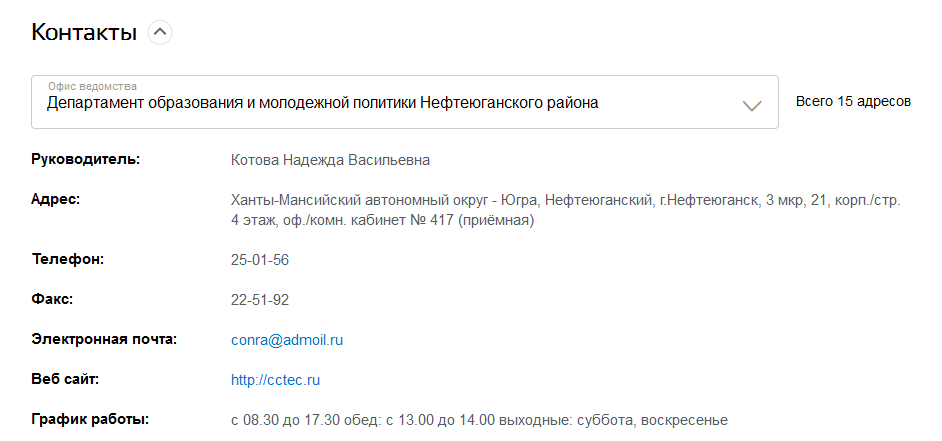 Контакты
Офис ведомства
Департамент образования и молодежной политики Нефтеюганского района
Всего 15 адресов
Руководитель: Котова Надежда Васильевна
Адрес: Ханты-Мансийский автономный округ - Югра, Нефтеюганский, г.Нефтеюганск, 3 мкр, 21, корп./стр.
4 этаж, оф./комн. кабинет № 417 (приёмная)
Телефон: 25-01-56
Факс: 22-51-92
Электронная почта: conra@admoil.ru
Веб сайт: http://cctec.ru
График работы: с 08.30 до 17.30 обед: с 13.00 до 14.00 выходные: суббота, воскресенье